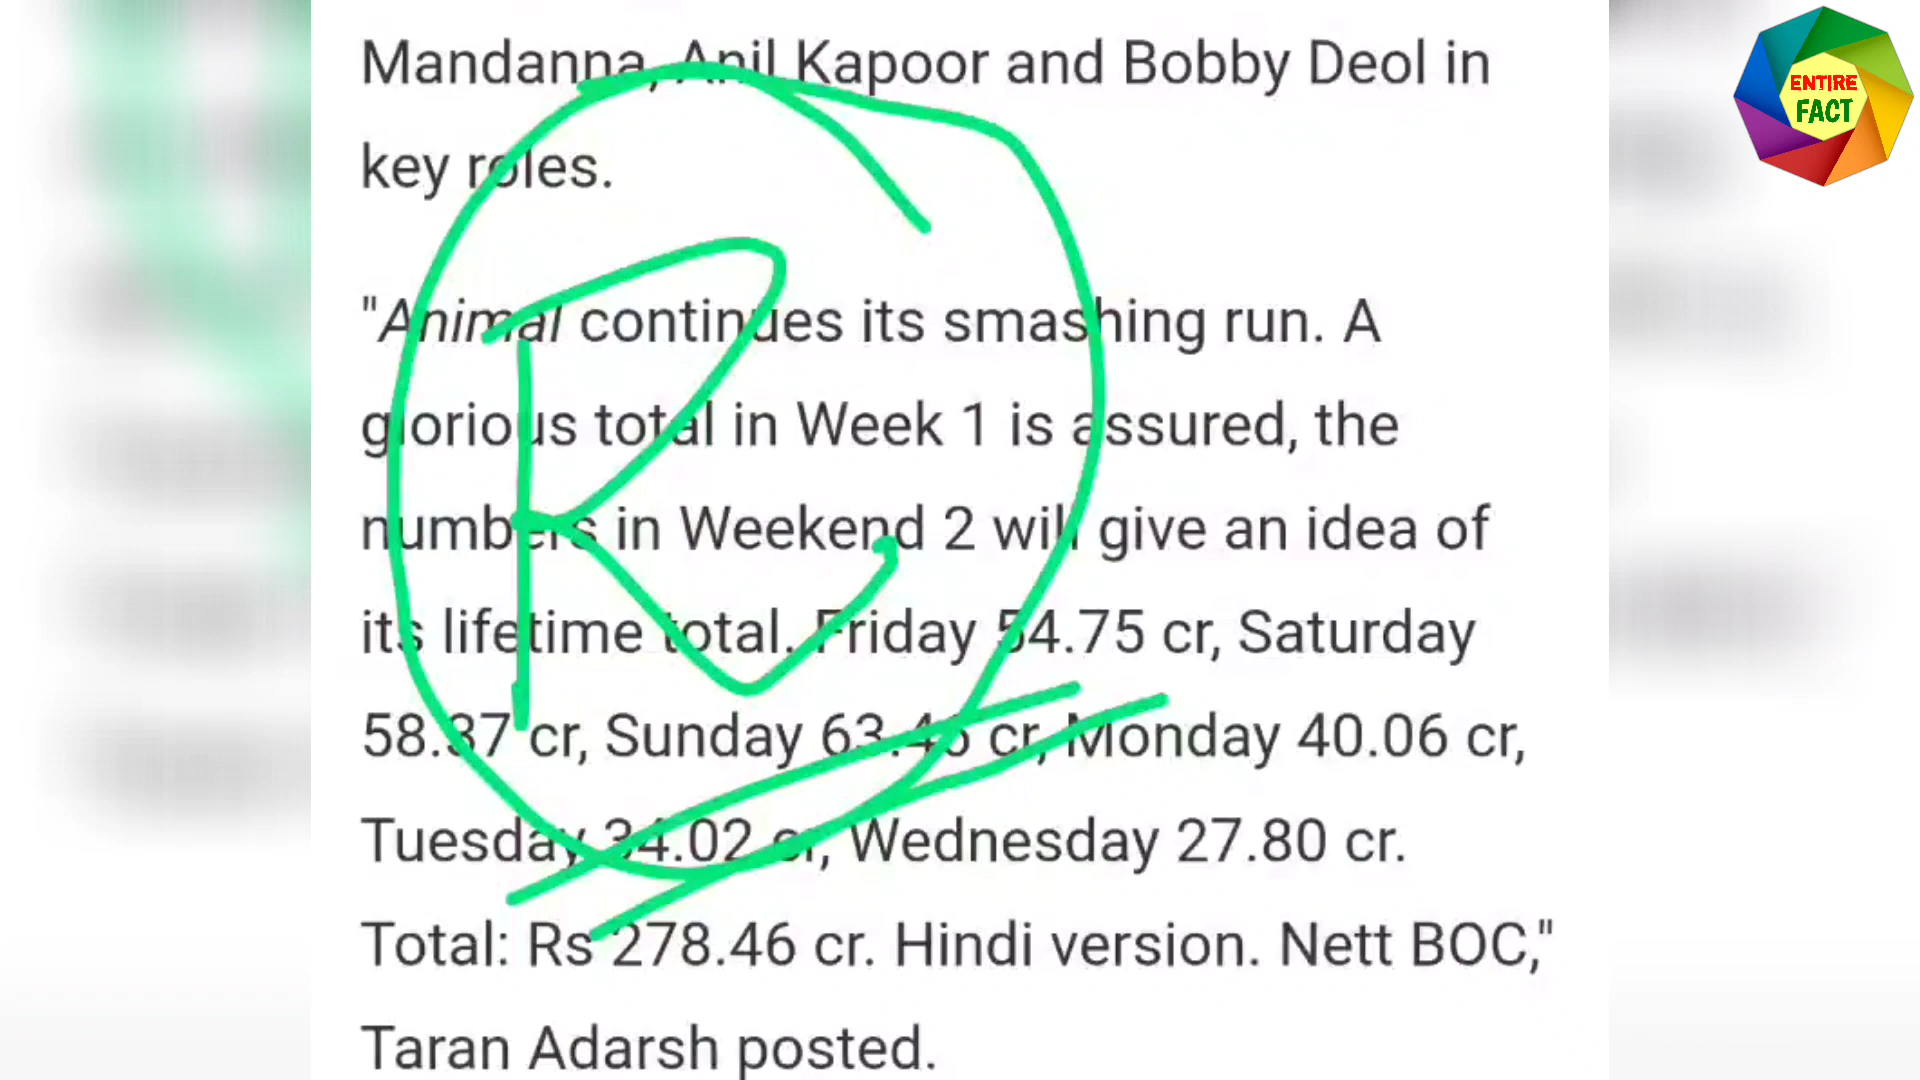 Mandanna, Anil Kapoor and Bobby Deol in
key roles.
"Animal continues its smashing run. A
glorious total in Week 1 is assured, the
numbers in Weekend 2 will give an idea of
its lifetime total. Friday 54.75 cr, Saturday
58.37 cr, Sunday 63.46 cr, Monday 40.06 cr,
Tuesday 34.02 cr, Wednesday 27.80 cr.
Total: Rs 278.46 cr. Hindi version. Nett BOC,"
Taran Adarsh posted.
R
ENTIRE
FACT